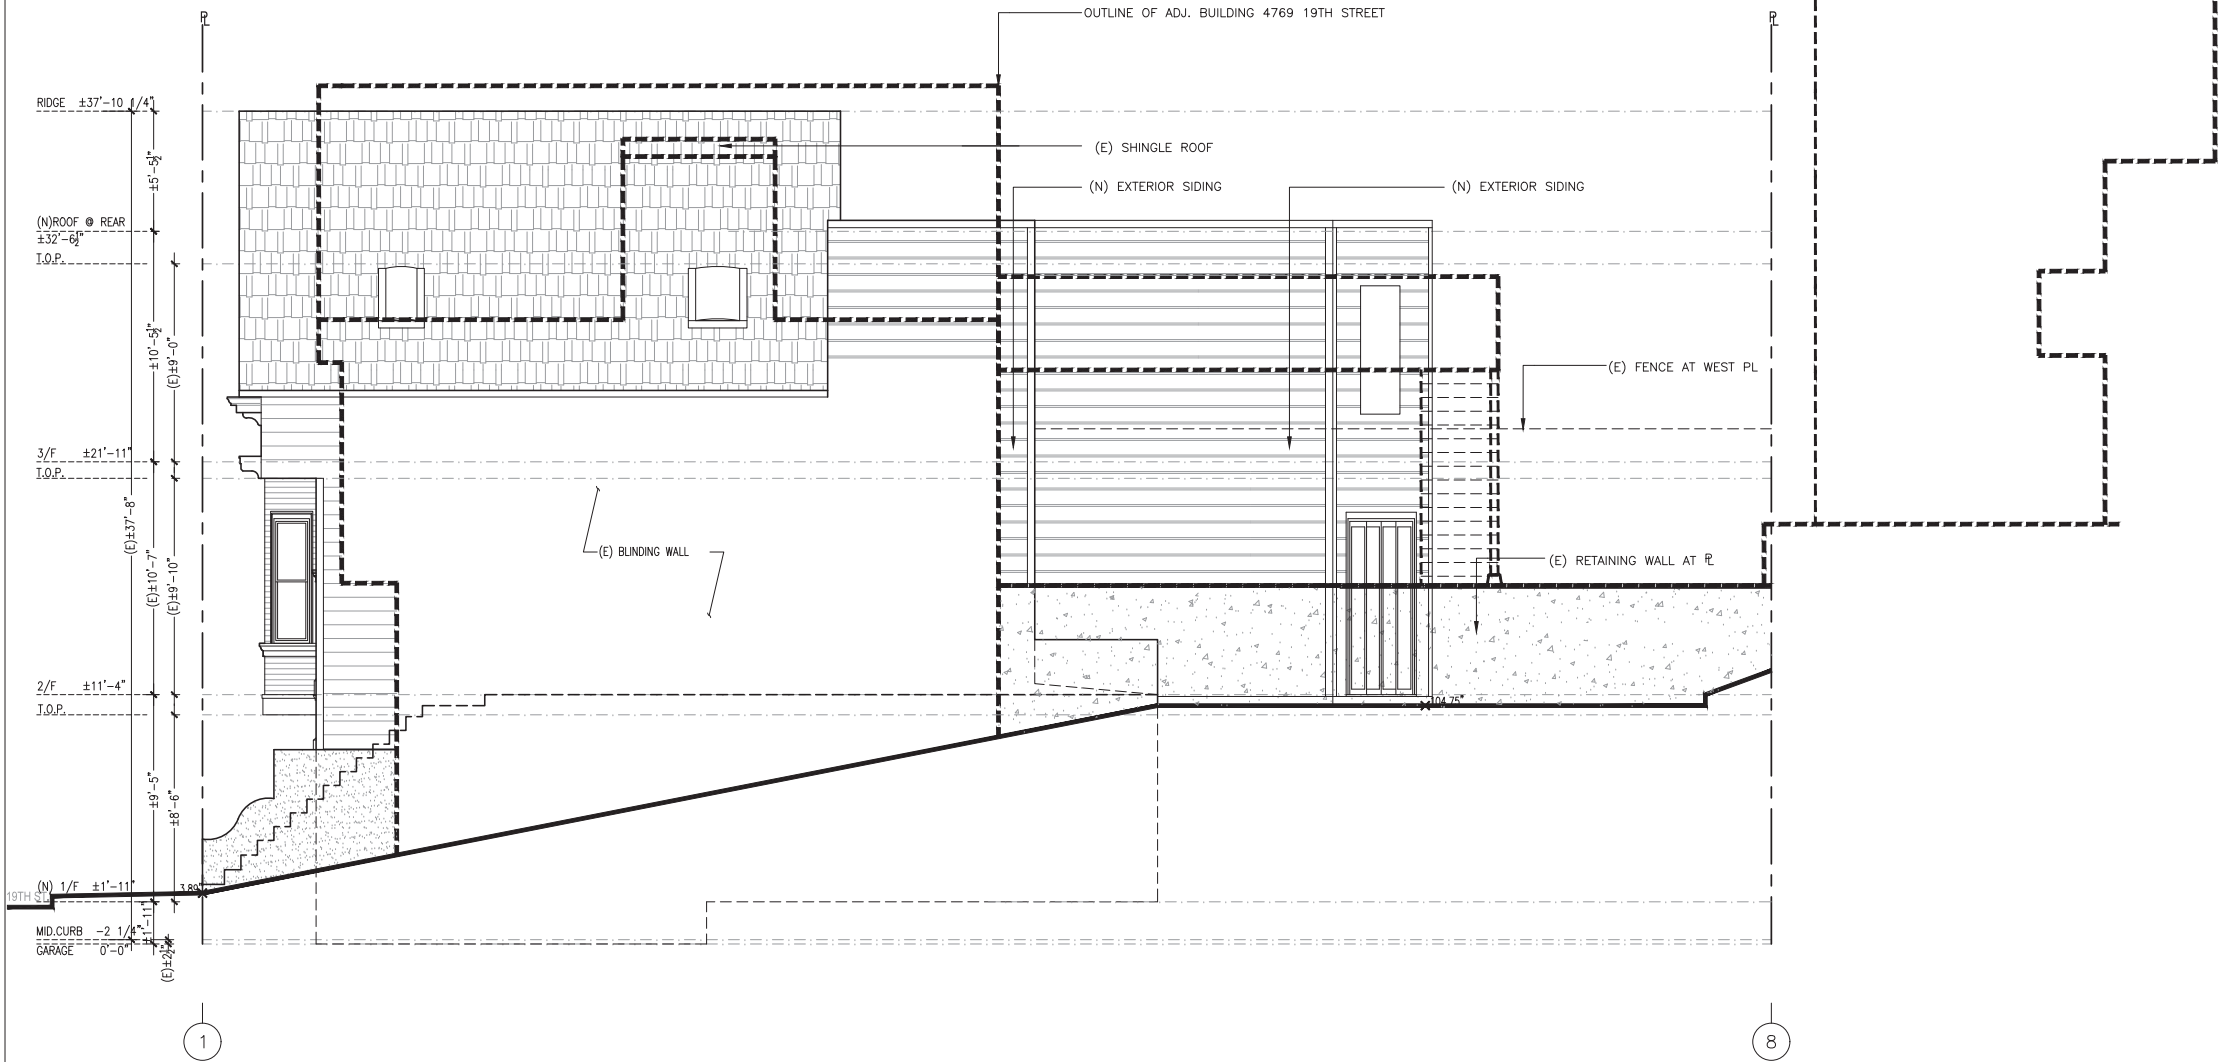 PL
PL
OUTLINE OF ADJ. BUILDING 4769 19TH STREET
RIDGE ±37'-10 1/4"
(E) SHINGLE ROOF
±5'-5½"
(N) EXTERIOR SIDING
(N) EXTERIOR SIDING
(N)ROOF @ REAR
±32'-6½"
T.O.P.
±10'-5½"
(E)±9'-0"
(E) FENCE AT WEST PL
3/F ±21'-11"
T.O.P.
(E)±37'-8"
(E)±10'-7"
(E)±9'-10"
(E) BLINDING WALL
(E) RETAINING WALL AT PL
2/F ±11'-4"
T.O.P.
104.75"
±9'-5"
±8'-6"
(N) 1/F ±1'-11"
3.89"
19TH ST.
±1'-11"
MID.CURB -2 1/4"
GARAGE 0'-0"
(E)±2½"
1
8